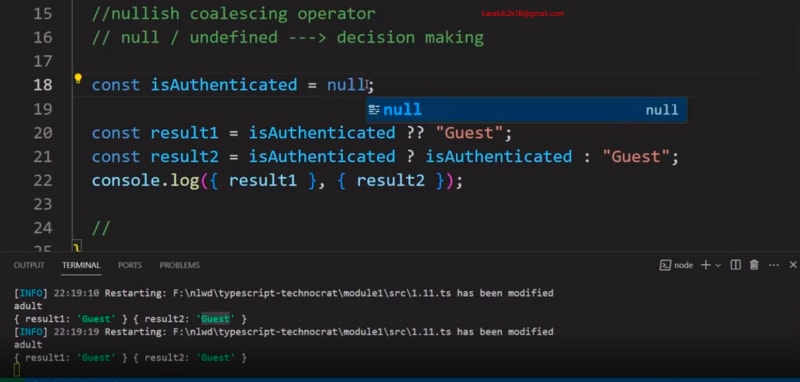 15 //nullish coalescing operator
karakib2k18@gmail.com
16 // null / undefined ---> decision making
17
18 const isAuthenticated = null;
null null
19
20 const result1 = isAuthenticated ?? "Guest";
21 const result2 = isAuthenticated ? isAuthenticated : "Guest";
22 console.log({ result1 }, { result2 });
23
24 //
25 }
OUTPUT TERMINAL PORTS PROBLEMS node
[INFO] 22:19:10 Restarting: F:\nlwd\typescript-technocrat\module1\src\1.11.ts has been modified
adult
{ result1: 'Guest' } { result2: 'Guest' }
[INFO] 22:19:19 Restarting: F:\nlwd\typescript-technocrat\module1\src\1.11.ts has been modified
adult
{ result1: 'Guest' } { result2: 'Guest' }